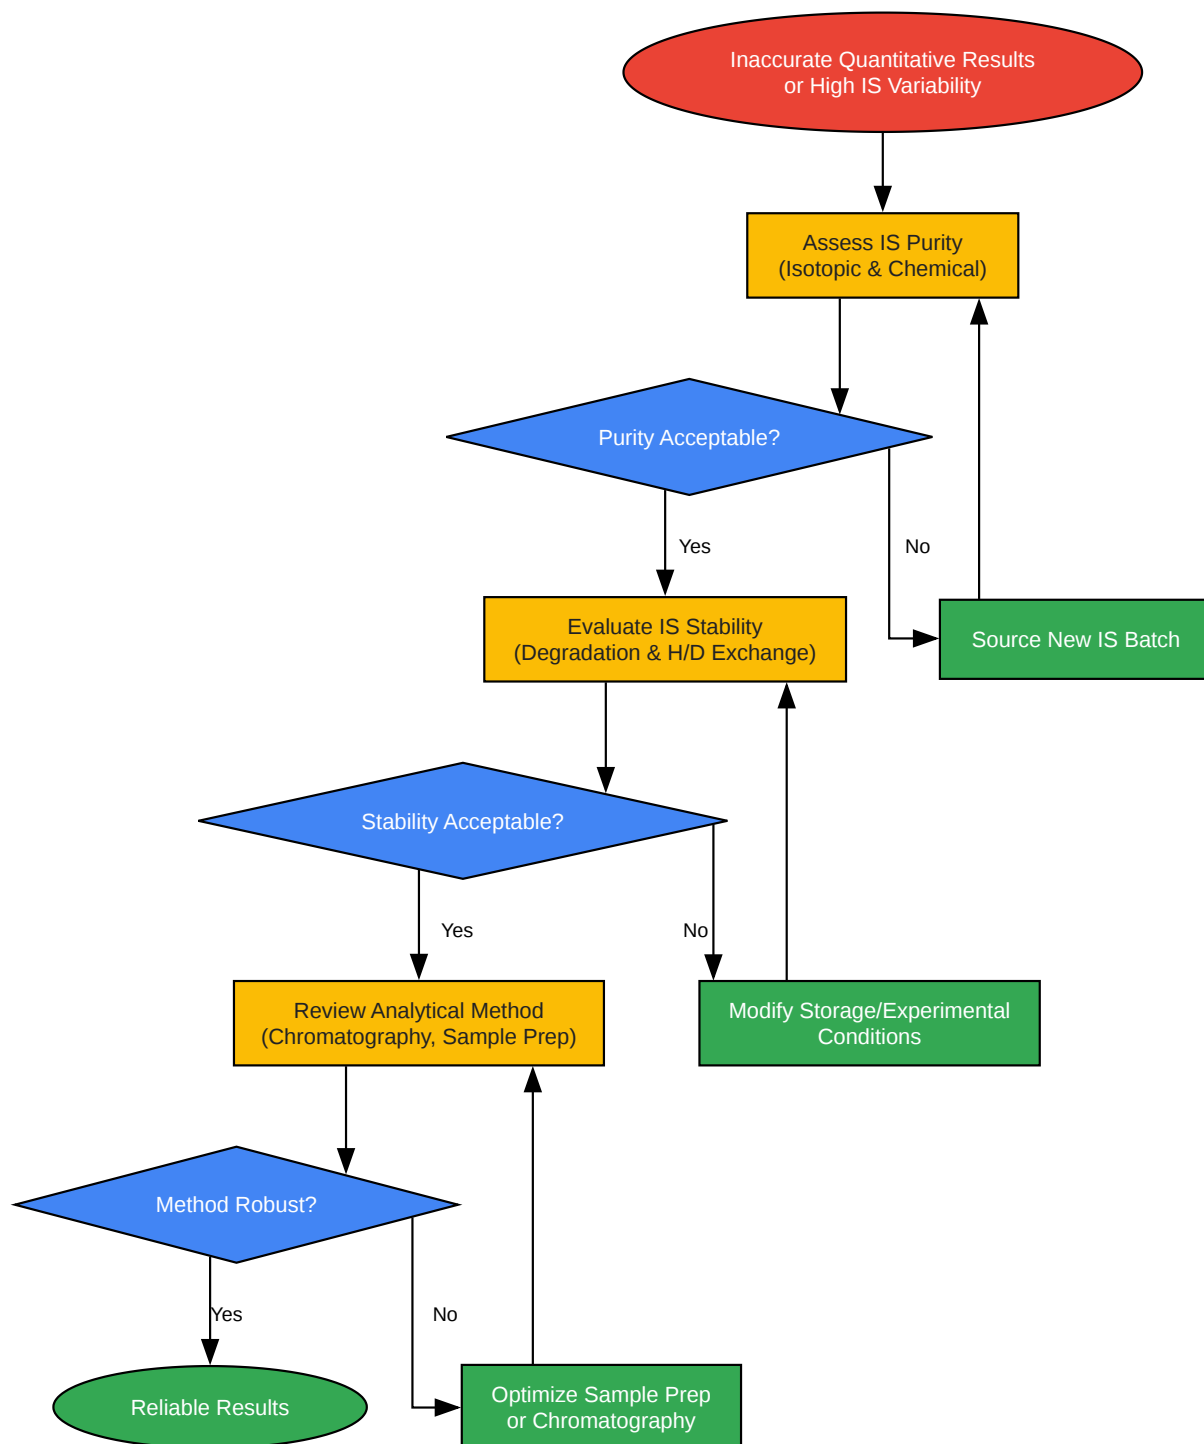 Inaccurate Quantitative Results
or High IS Variability
Assess IS Purity
(Isotopic & Chemical)
Purity Acceptable?
Yes
No
Evaluate IS Stability
(Degradation & H/D Exchange)
Source New IS Batch
Stability Acceptable?
Yes
No
Review Analytical Method
(Chromatography, Sample Prep)
Modify Storage/Experimental
Conditions
Method Robust?
Yes
No
Reliable Results
Optimize Sample Prep
or Chromatography